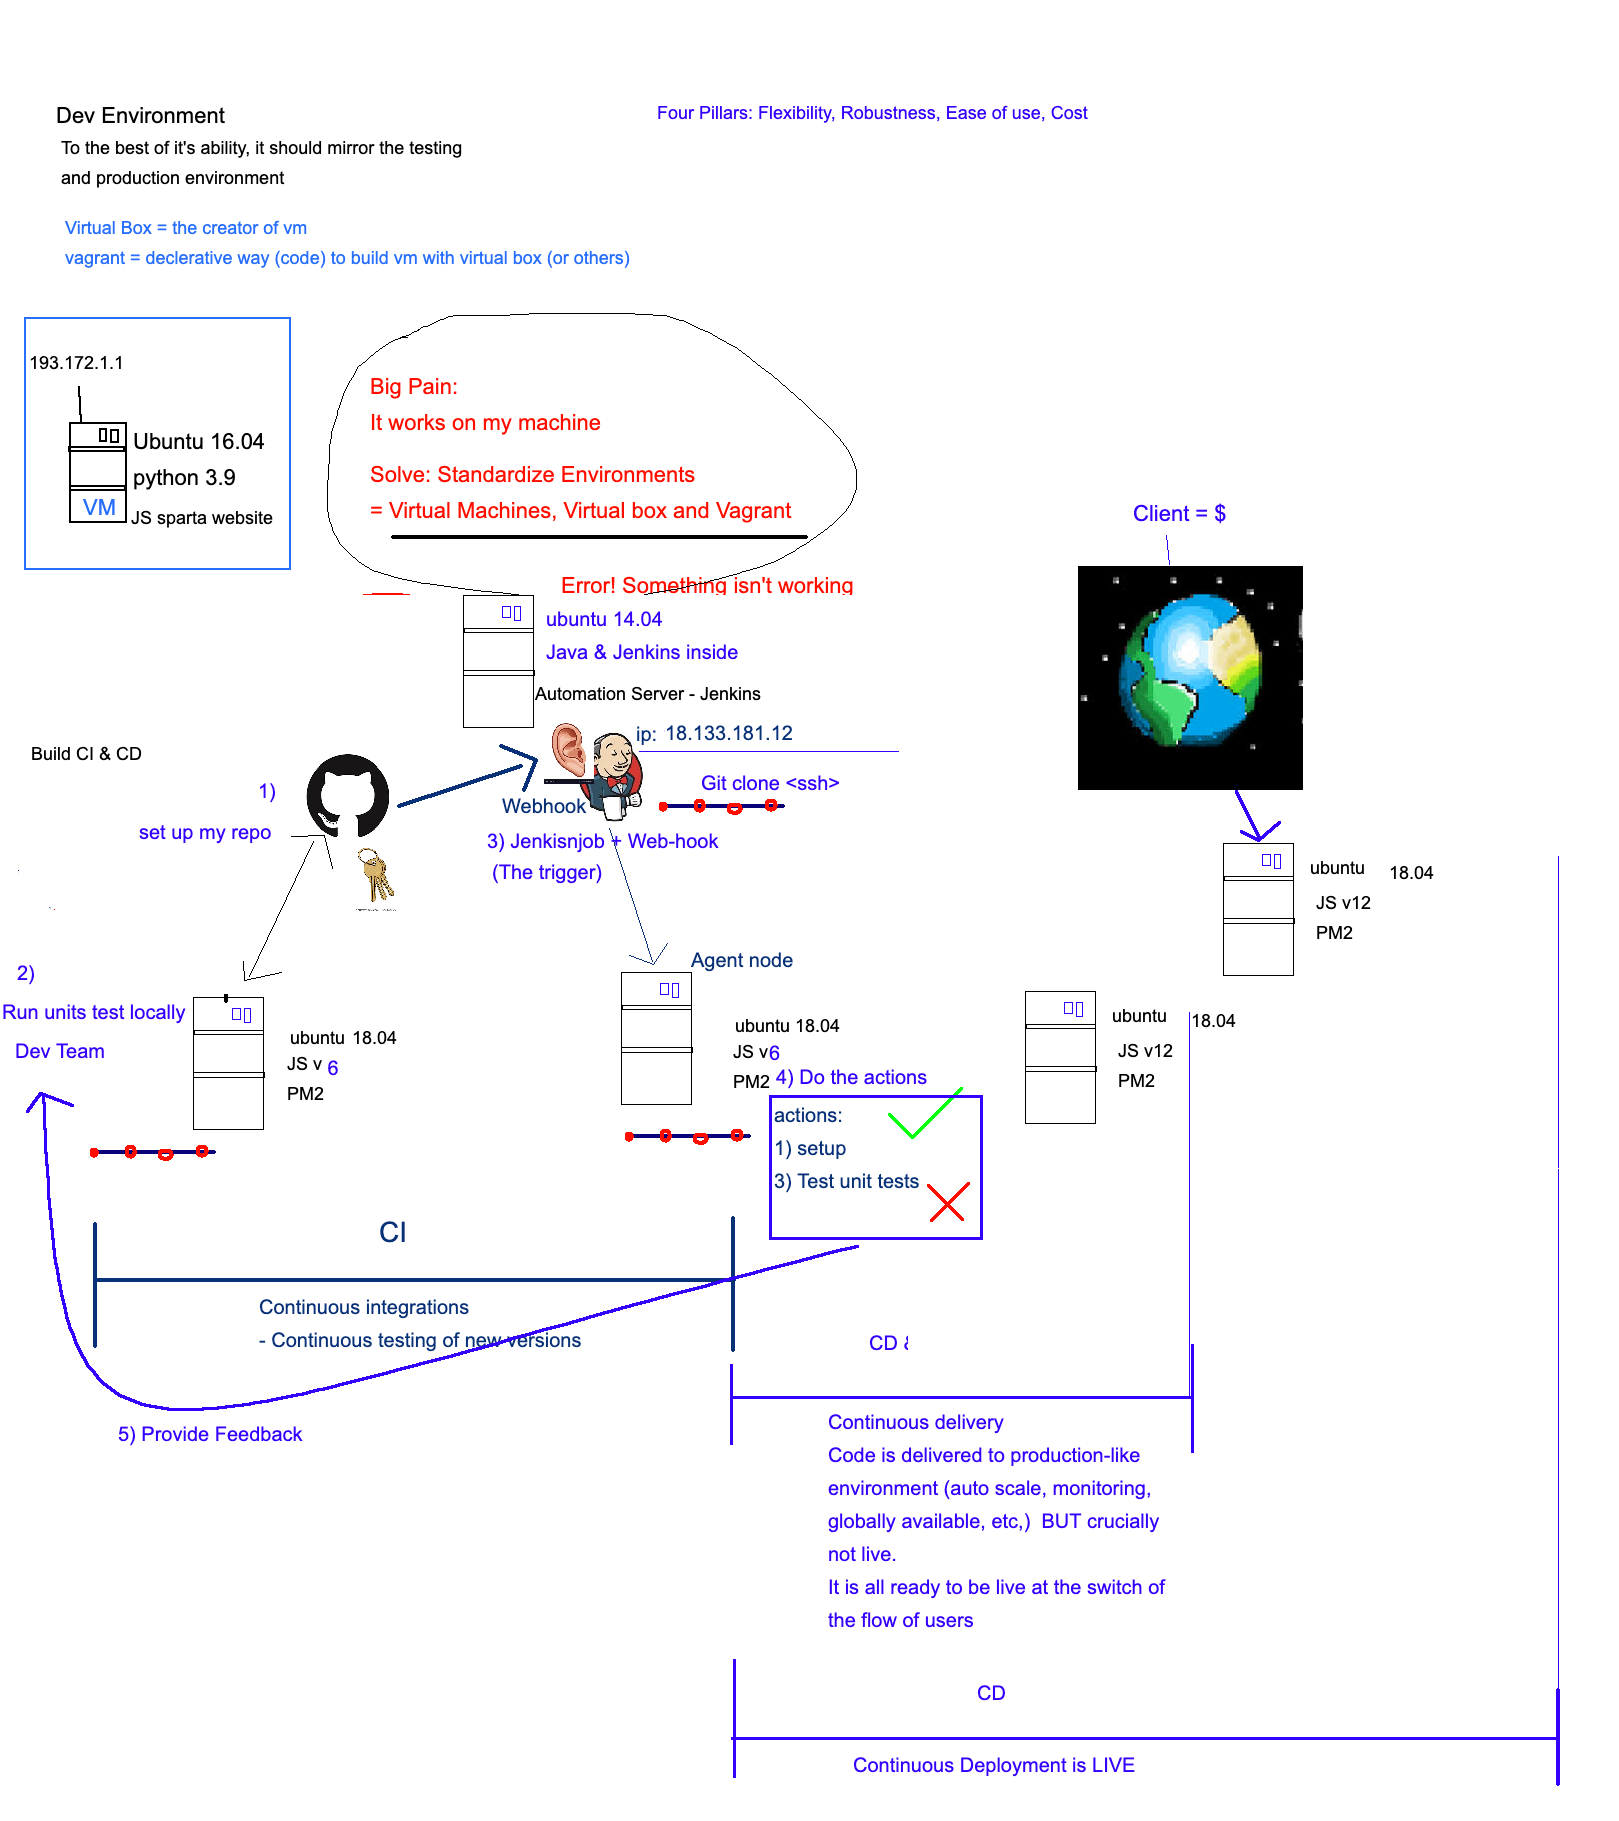 Dev Environment
To the best of it's ability, it should mirror the testing
and production environment
Four Pillars: Flexibility, Robustness, Ease of use, Cost
Virtual Box = the creator of vm
vagrant = declerative way (code) to build vm with virtual box (or others)
193.172.1.1
Ubuntu 16.04
python 3.9
VM
JS sparta website
Big Pain:
It works on my machine
Solve: Standardize Environments
= Virtual Machines, Virtual box and Vagrant
Error! Something isn't working
ubuntu 14.04
Java & Jenkins inside
Automation Server - Jenkins
ip: 18.133.181.12
Client = $
Build CI & CD
1)
set up my repo
Webhook
Git clone <ssh>
3) Jenkisnjob + Web-hook
(The trigger)
ubuntu 18.04
JS v12
PM2
2)
Run units test locally
Dev Team
ubuntu 18.04
JS v 6
PM2
Agent node
ubuntu 18.04
JS v6
PM2
4) Do the actions
actions:
1) setup
3) Test unit tests
ubuntu 18.04
JS v12
PM2
CI
Continuous integrations
- Continuous testing of new versions
5) Provide Feedback
CD
Continuous delivery
Code is delivered to production-like
environment (auto scale, monitoring,
globally available, etc,) BUT crucially
not live.
It is all ready to be live at the switch of
the flow of users
CD
Continuous Deployment is LIVE